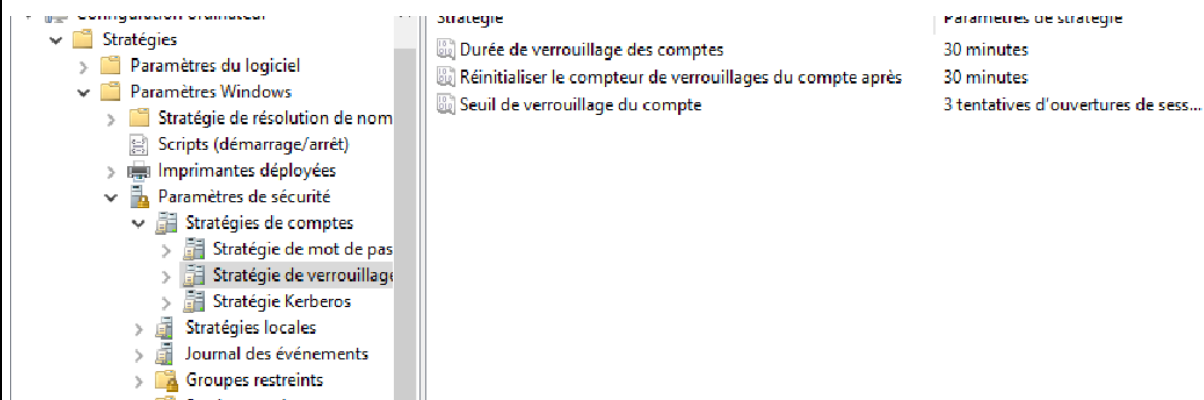 Configuration ordinateur
Stratégies
Paramètres du logiciel
Paramètres Windows
Stratégie de résolution de nom
Scripts (démarrage/arrêt)
Imprimantes déployées
Paramètres de sécurité
Stratégies de comptes
Stratégie de mot de pas
Stratégie de verrouillage
Stratégie Kerberos
Stratégies locales
Journal des événements
Groupes restreints
Stratégie Paramètres de stratégie
Durée de verrouillage des comptes 30 minutes
Réinitialiser le compteur de verrouillages du compte après 30 minutes
Seuil de verrouillage du compte 3 tentatives d'ouvertures de sess...